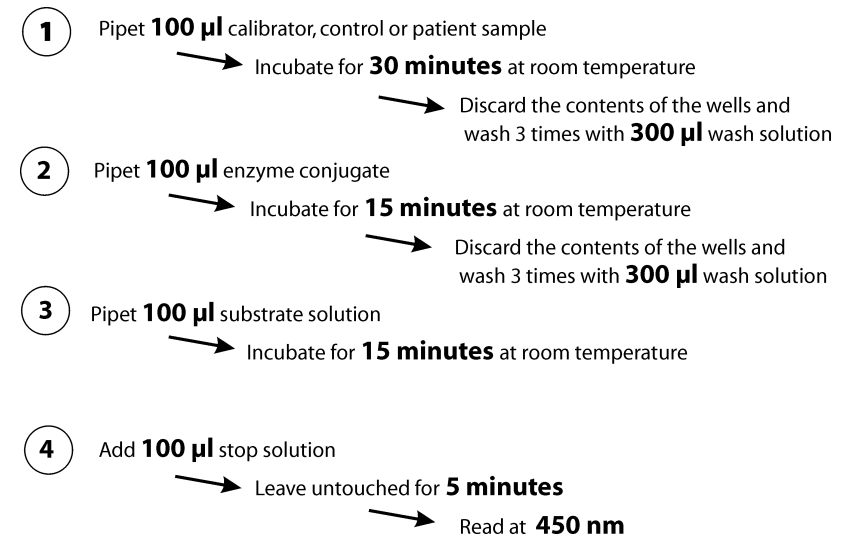 1 Pipet 100 µl calibrator, control or patient sample
Incubate for 30 minutes at room temperature
Discard the contents of the wells and
wash 3 times with 300 µl wash solution
2 Pipet 100 µl enzyme conjugate
Incubate for 15 minutes at room temperature
Discard the contents of the wells and
wash 3 times with 300 µl wash solution
3 Pipet 100 µl substrate solution
Incubate for 15 minutes at room temperature
4 Add 100 µl stop solution
Leave untouched for 5 minutes
Read at 450 nm